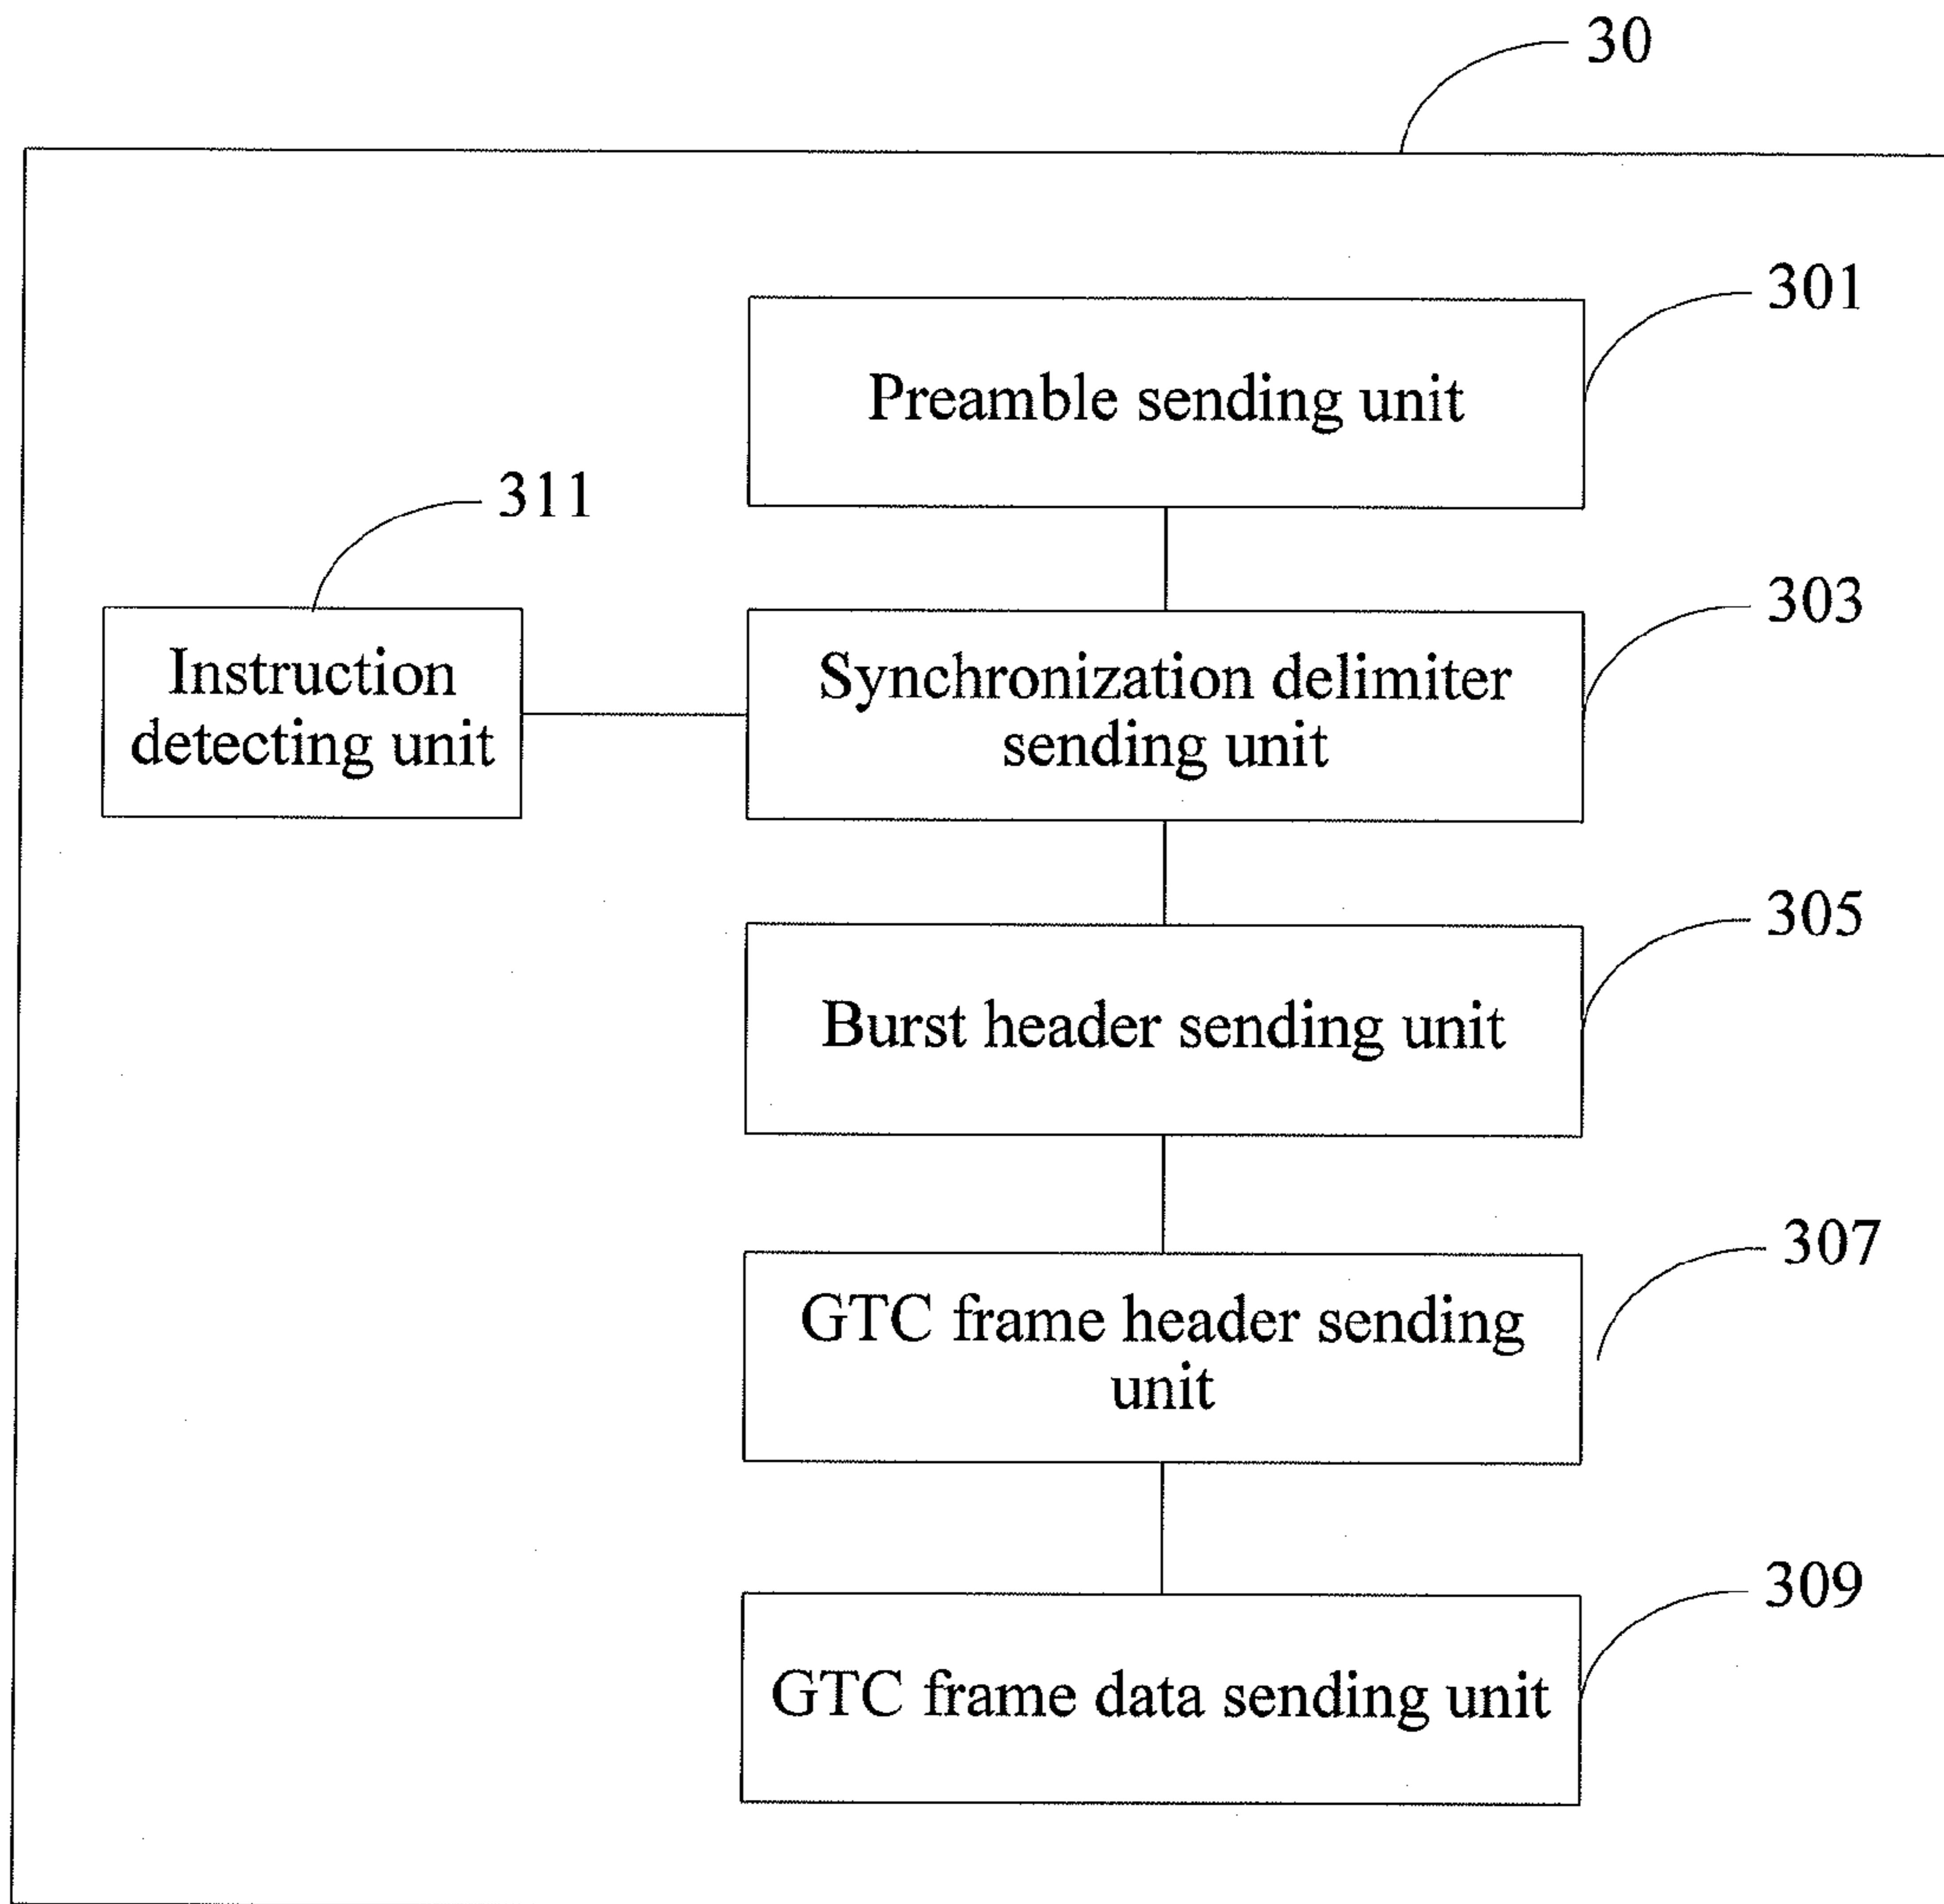 30
301
Preamble sending unit
311
303
Instruction
detecting unit
Synchronization delimiter
sending unit
305
Burst header sending unit
307
GTC frame header sending
unit
309
GTC frame data sending unit